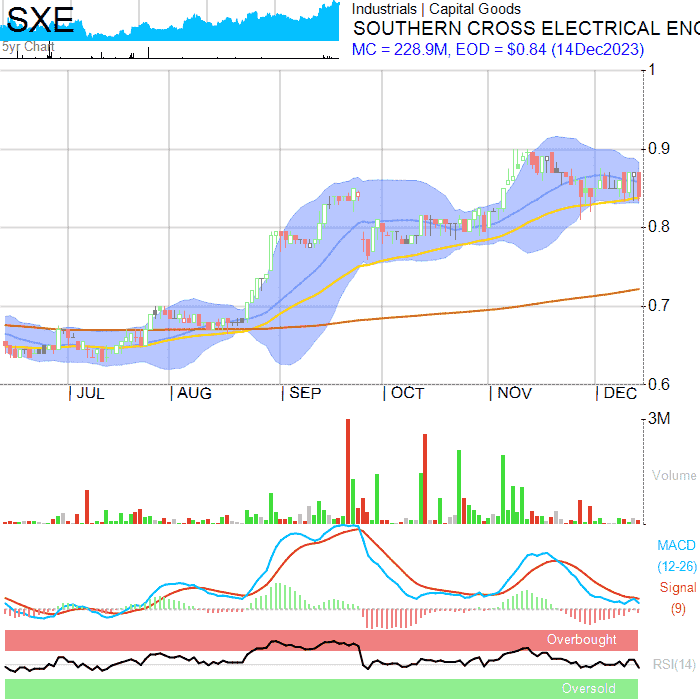 SXE
5yr Chart
Industrials | Capital Goods
SOUTHERN CROSS ELECTRICAL ENG
MC = 228.9M, EOD = $0.84 (14Dec2023)
1
0.9
0.8
0.7
0.6
JUL AUG SEP OCT NOV DEC
3M
Volume
MACD
(12-26)
Signal
(9)
Overbought
RSI(14)
Oversold